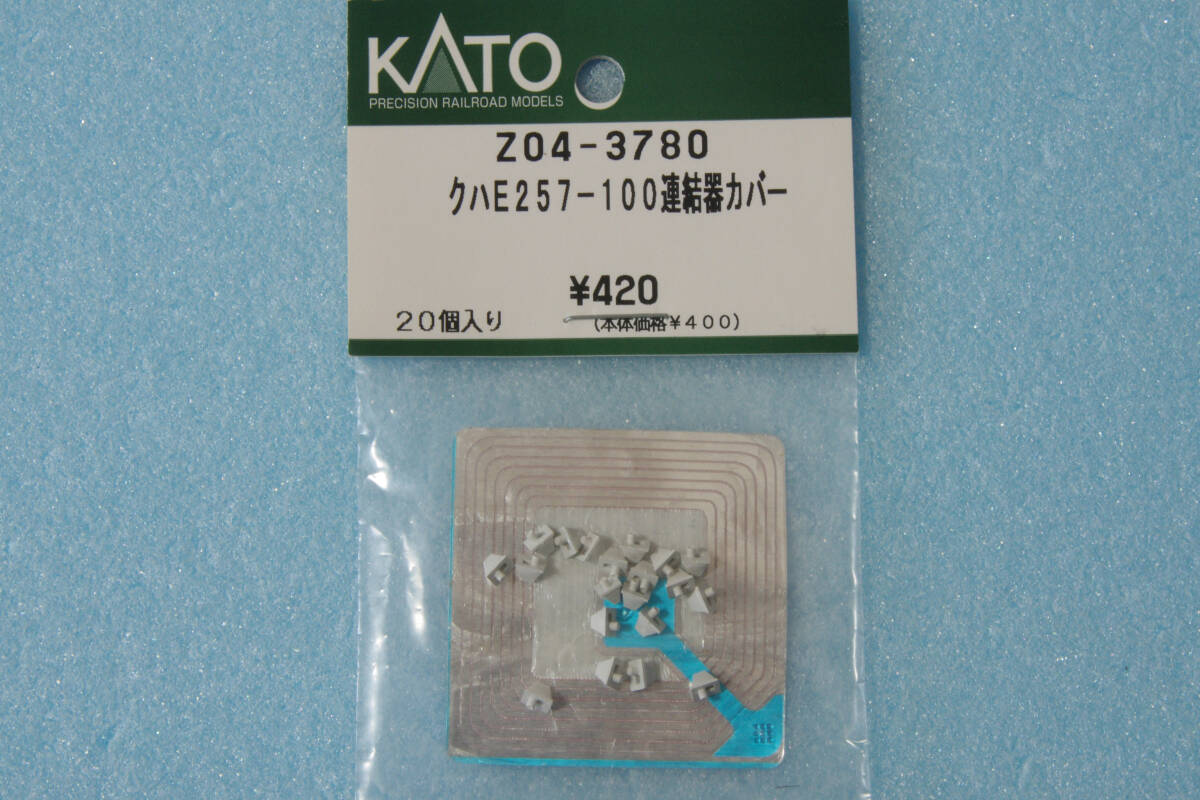 KATO
PRECISION RAILROAD MODELS
Z04-3780
クハE257-100連結器カバー
¥420
20個入り
(本体価格¥400)